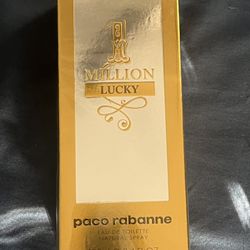 1
MILLION
LUCKY
paco rabanne
EAU DE TOILETTE
NATURAL SPRAY